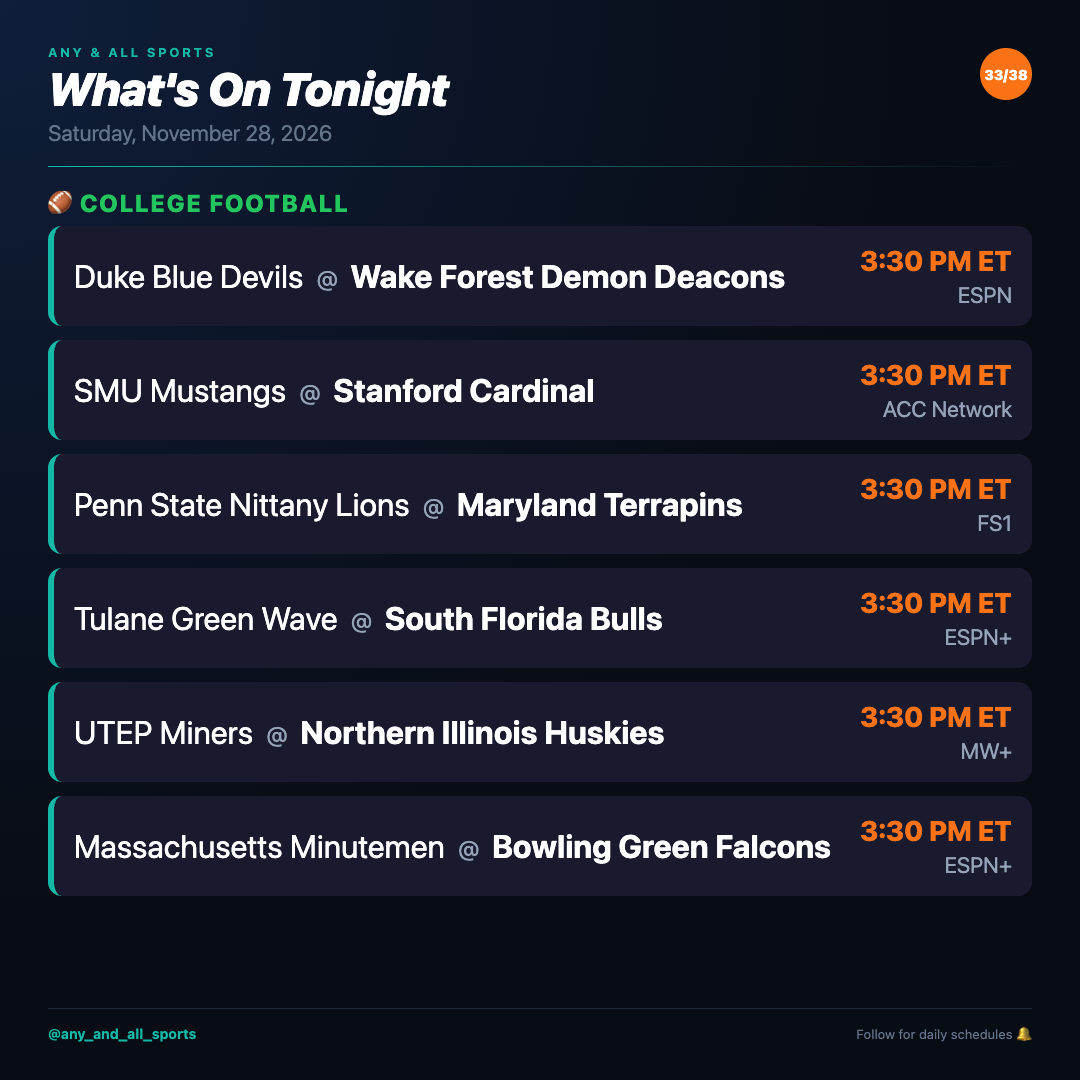 ANY & ALL SPORTS
What's On Tonight
Saturday, November 28, 2026
33/38
🏈 COLLEGE FOOTBALL
Duke Blue Devils @ Wake Forest Demon Deacons
3:30 PM ET
ESPN
SMU Mustangs @ Stanford Cardinal
3:30 PM ET
ACC Network
Penn State Nittany Lions @ Maryland Terrapins
3:30 PM ET
FS1
Tulane Green Wave @ South Florida Bulls
3:30 PM ET
ESPN+
UTEP Miners @ Northern Illinois Huskies
3:30 PM ET
MW+
Massachusetts Minutemen @ Bowling Green Falcons
3:30 PM ET
ESPN+
@any_and_all_sports
Follow for daily schedules 🔔